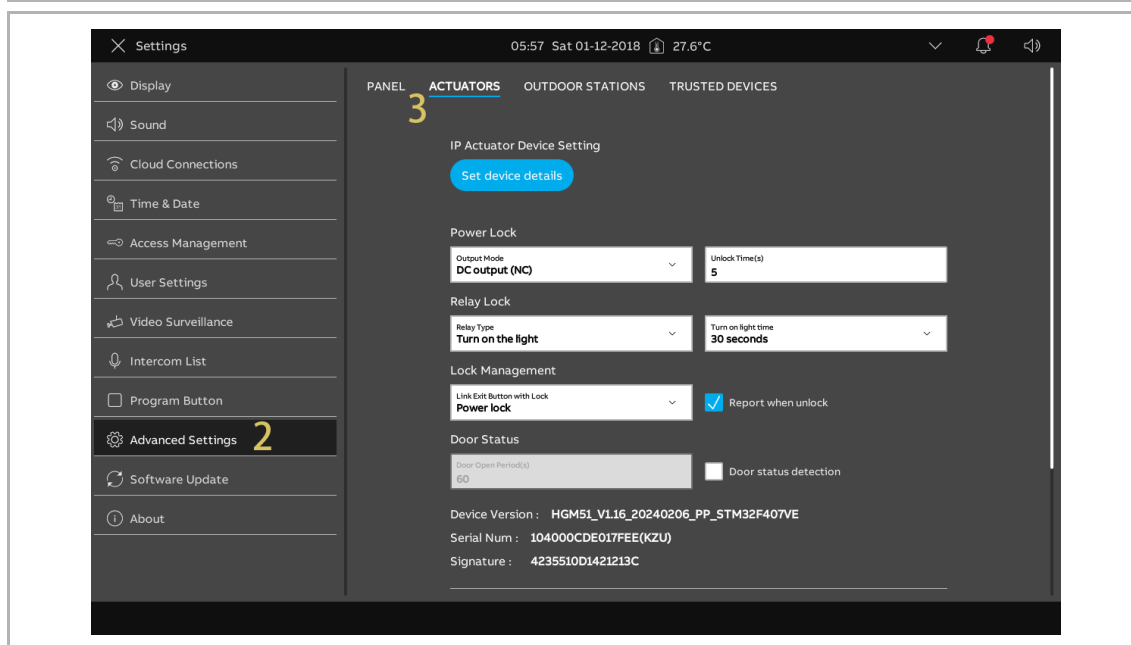 Settings
05:57 Sat 01-12-2018 27.6°C
Display
Sound
Cloud Connections
Time & Date
Access Management
User Settings
Video Surveillance
Intercom List
Program Button
Advanced Settings 2
Software Update
About
PANEL ACTUATORS OUTDOOR STATIONS TRUSTED DEVICES
3
IP Actuator Device Setting
Set device details
Power Lock
Output Mode
DC output (NC)
Unlock Time(s)
5
Relay Lock
Relay Type
Turn on the light
Turn on light time
30 seconds
Lock Management
Link Exit Button with Lock
Power lock
Report when unlock
Door Status
Door Open Period(s)
60
Door status detection
Device Version : HGM51_V1.16_20240206_PP_STM32F407VE
Serial Num : 104000CDE017FEE(KZU)
Signature : 4235510D1421213C